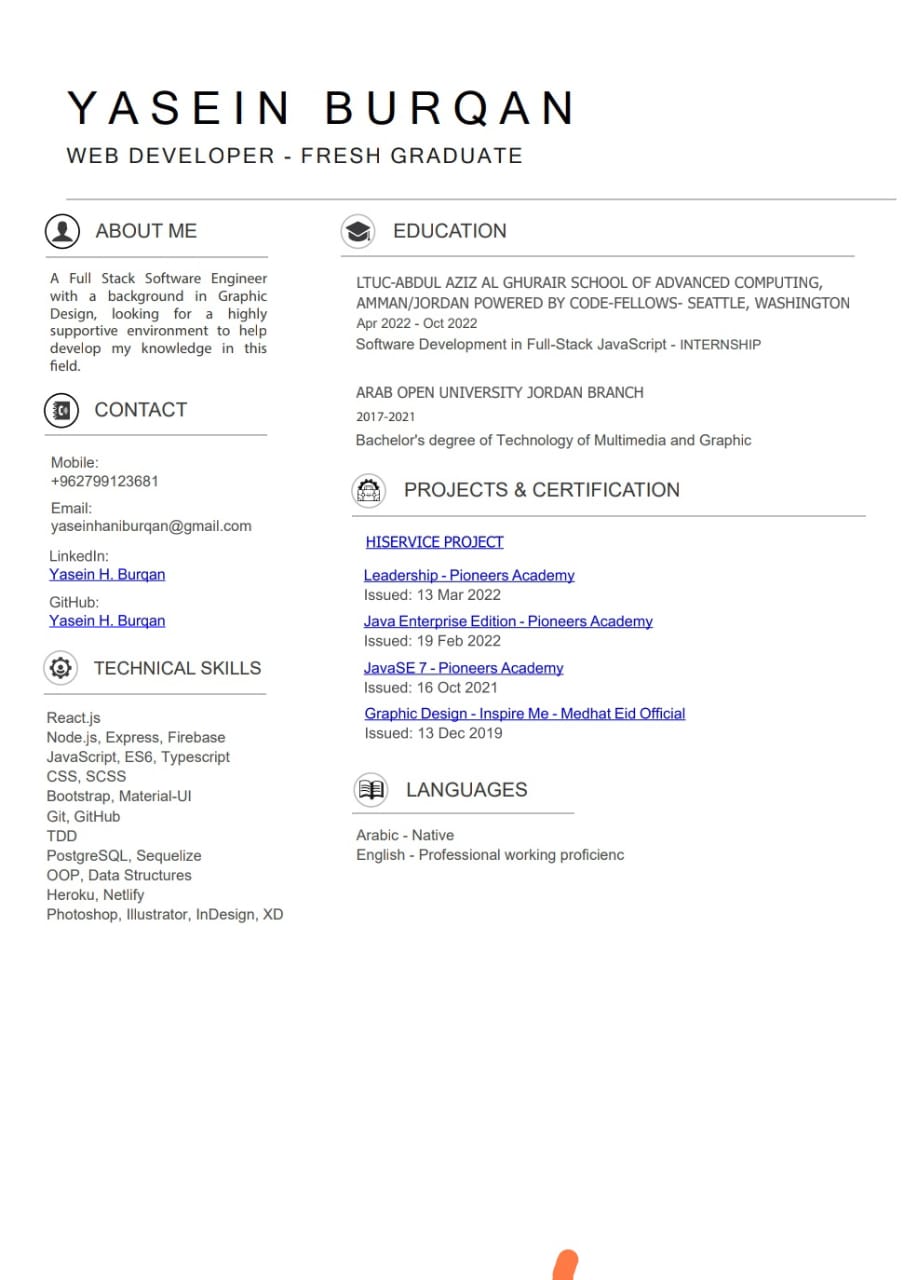 YASEIN BURQAN
WEB DEVELOPER - FRESH GRADUATE
ABOUT ME
A Full Stack Software Engineer
with a background in Graphic
Design, looking for a highly
supportive environment to help
develop my knowledge in this
field.
CONTACT
Mobile:
+962799123681
Email:
yaseinhaniburqan@gmail.com
LinkedIn:
Yasein H. Burqan
GitHub:
Yasein H. Burqan
TECHNICAL SKILLS
React.js
Node.js, Express, Firebase
JavaScript, ES6, Typescript
CSS, SCSS
Bootstrap, Material-UI
Git, GitHub
TDD
PostgreSQL, Sequelize
OOP, Data Structures
Heroku, Netlify
Photoshop, Illustrator, InDesign, XD
EDUCATION
LTUC-ABDUL AZIZ AL GHURAIR SCHOOL OF ADVANCED COMPUTING,
AMMAN/JORDAN POWERED BY CODE-FELLOWS- SEATTLE, WASHINGTON
Apr 2022 - Oct 2022
Software Development in Full-Stack JavaScript - INTERNSHIP
ARAB OPEN UNIVERSITY JORDAN BRANCH
2017-2021
Bachelor's degree of Technology of Multimedia and Graphic
PROJECTS & CERTIFICATION
HISERVICE PROJECT
Leadership - Pioneers Academy
Issued: 13 Mar 2022
Java Enterprise Edition - Pioneers Academy
Issued: 19 Feb 2022
JavaSE 7 - Pioneers Academy
Issued: 16 Oct 2021
Graphic Design - Inspire Me - Medhat Eid Official
Issued: 13 Dec 2019
LANGUAGES
Arabic - Native
English - Professional working proficienc